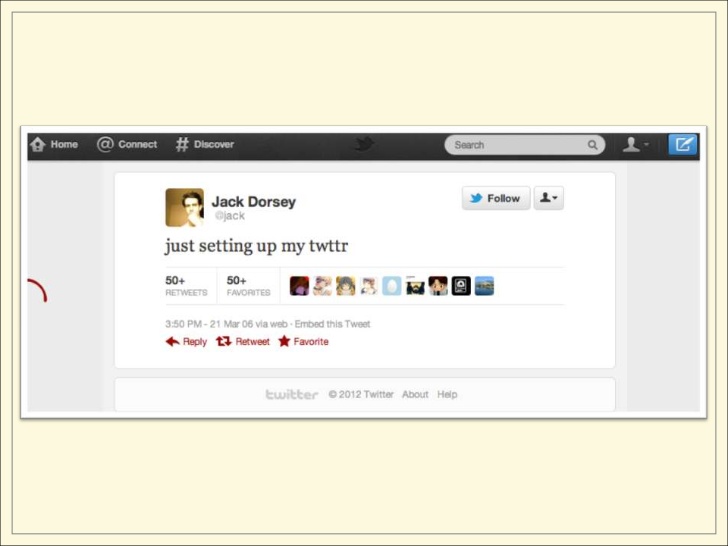 Home @ Connect # Discover Search
Jack Dorsey Follow
@jack
just setting up my twttr
50+ 50+
RETWEETS FAVORITES
3:50 PM - 21 Mar 06 via web · Embed this Tweet
Reply Retweet Favorite
twitter © 2012 Twitter About Help